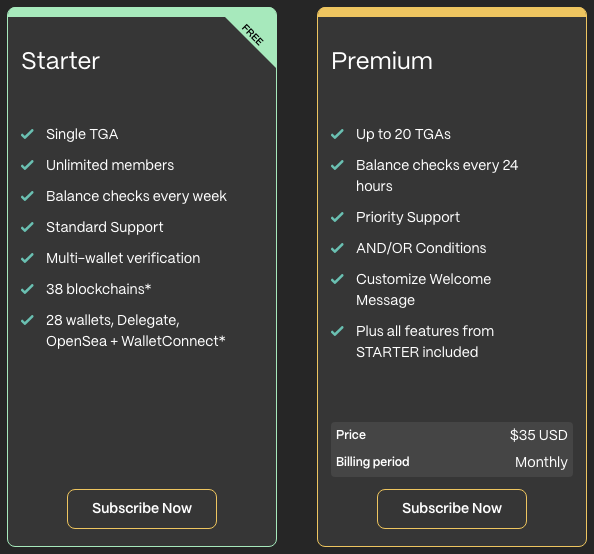 FREE
Starter
Single TGA
Unlimited members
Balance checks every week
Standard Support
Multi-wallet verification
38 blockchains*
28 wallets, Delegate,
OpenSea + WalletConnect*
Subscribe Now
Premium
Up to 20 TGAs
Balance checks every 24
hours
Priority Support
AND/OR Conditions
Customize Welcome
Message
Plus all features from
STARTER included
Price $35 USD
Billing period Monthly
Subscribe Now